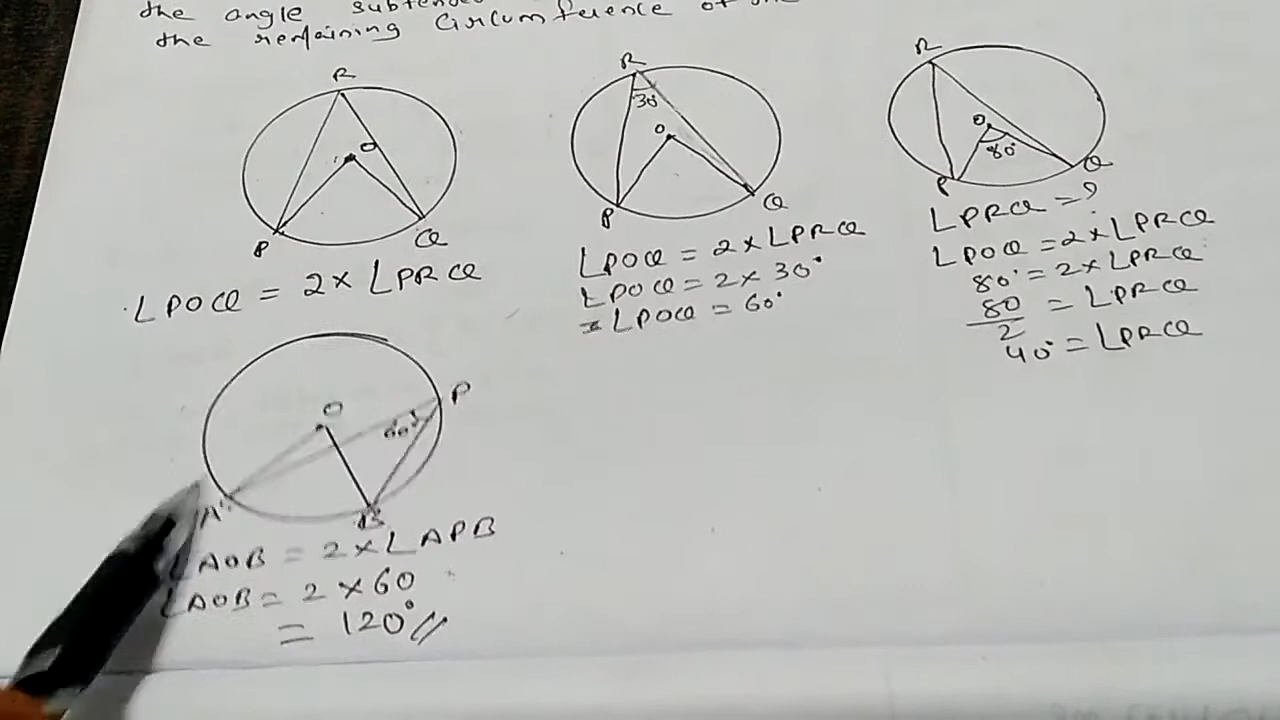 the angle
the remaining Circumference of the
R
O
P
Q
∠POQ = 2 × ∠PRQ
R
30°
O
P
Q
∠POQ = 2 × ∠PRQ
∠POQ = 2 × 30°
∠POQ = 60°
R
O
80°
P
Q
∠PRQ = ?
∠POQ = 2 × ∠PRQ
80° = 2 × ∠PRQ
80/2 = ∠PRQ
40° = ∠PRQ
O
P
60°
A
B
∠AOB = 2 × ∠APB
∠AOB = 2 × 60
= 120° //